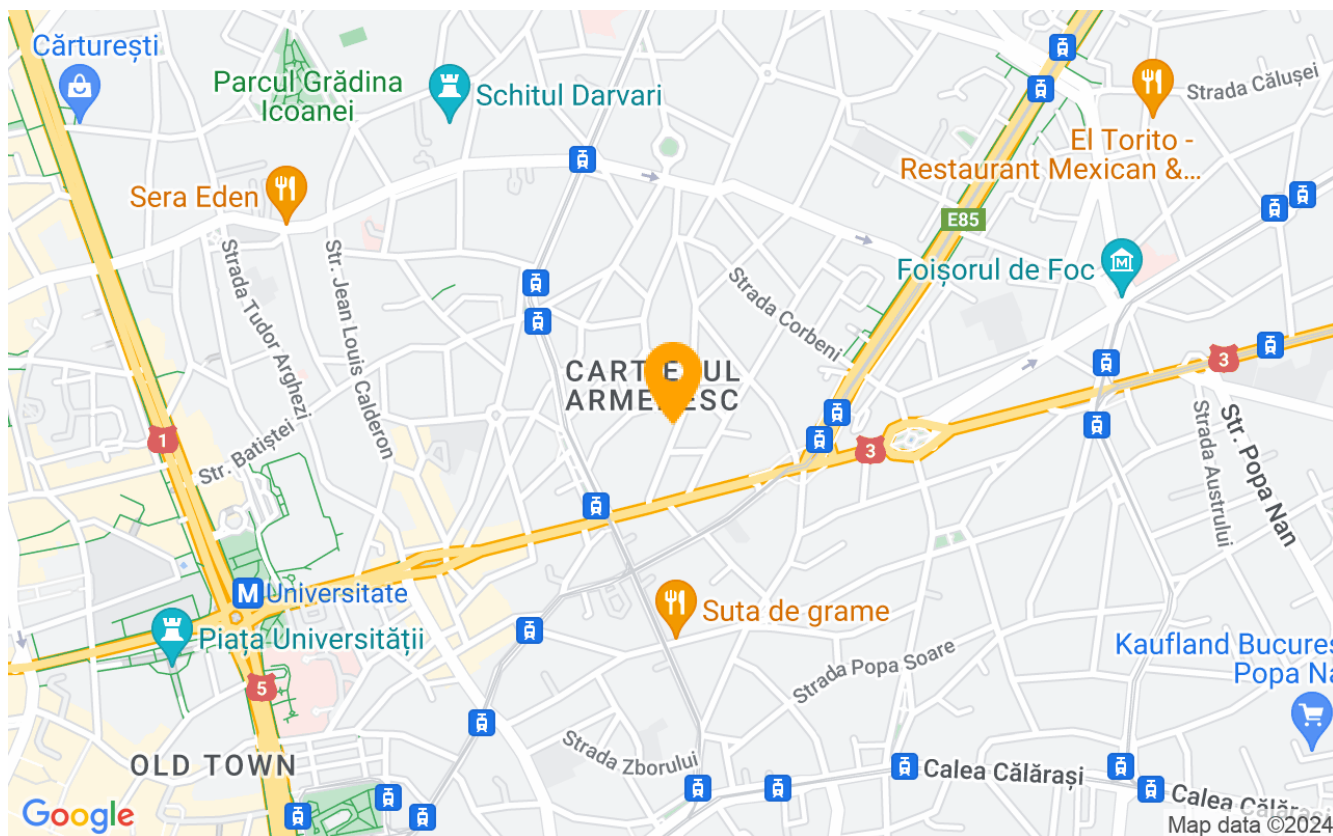 Cărturești
Parcul Grădina
Icoanei
Schitul Darvari
Strada Călușei
El Torito -
Restaurant Mexican &...
Sera Eden
E85
Foișorul de Foc
Strada Tudor Arghezi
Str. Jean Louis Calderon
Strada Corbeni
3
Str. Popa Nan
Strada Austrului
1
Str. Batiștei
3
M Universitate
Piața Universității
Suta de grame
Strada Popa Soare
Kaufland Bucureș
Popa Na
5
OLD TOWN
Strada Zborului
Calea Călărași
Calea Călărași
Google
Map data ©2024